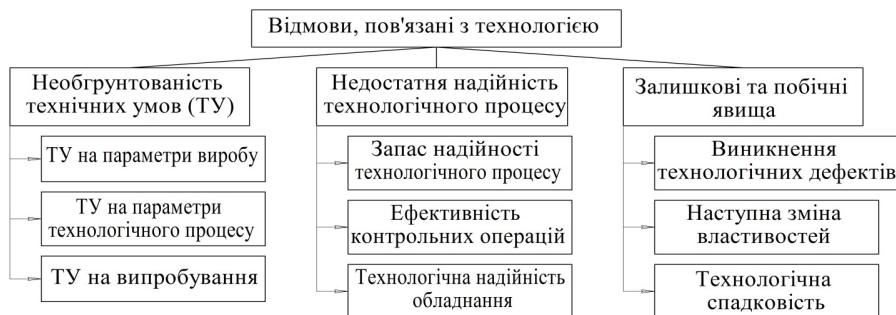 Відмови, пов'язані з технологією
Необгрунтованість
технічних умов (ТУ)
ТУ на параметри виробу
ТУ на параметри
технологічного процесу
ТУ на випробування
Недостатня надійність
технологічного процесу
Запас надійності
технологічного процесу
Ефективність
контрольних операцій
Технологічна надійність
обладнання
Залишкові та побічні
явища
Виникнення
технологічних дефектів
Наступна зміна
властивостей
Технологічна
спадковість